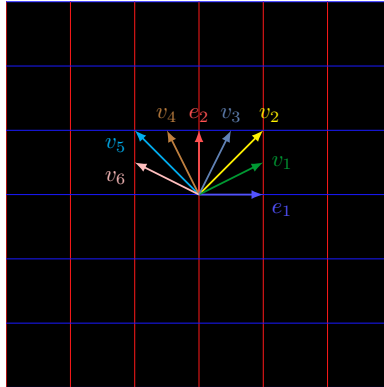 v₄ e₂ v₃ v₂
v₅ v₁
v₆
e₁